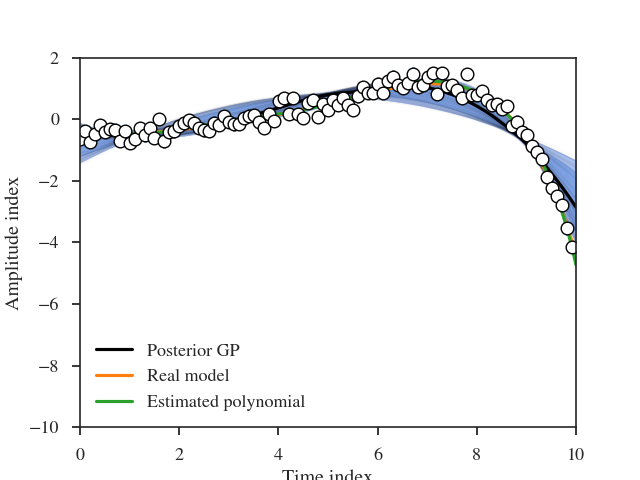 2
0
−2
−4
−6
−8
−10
Amplitude index
Posterior GP
Real model
Estimated polynomial
0 2 4 6 8 10
Time index